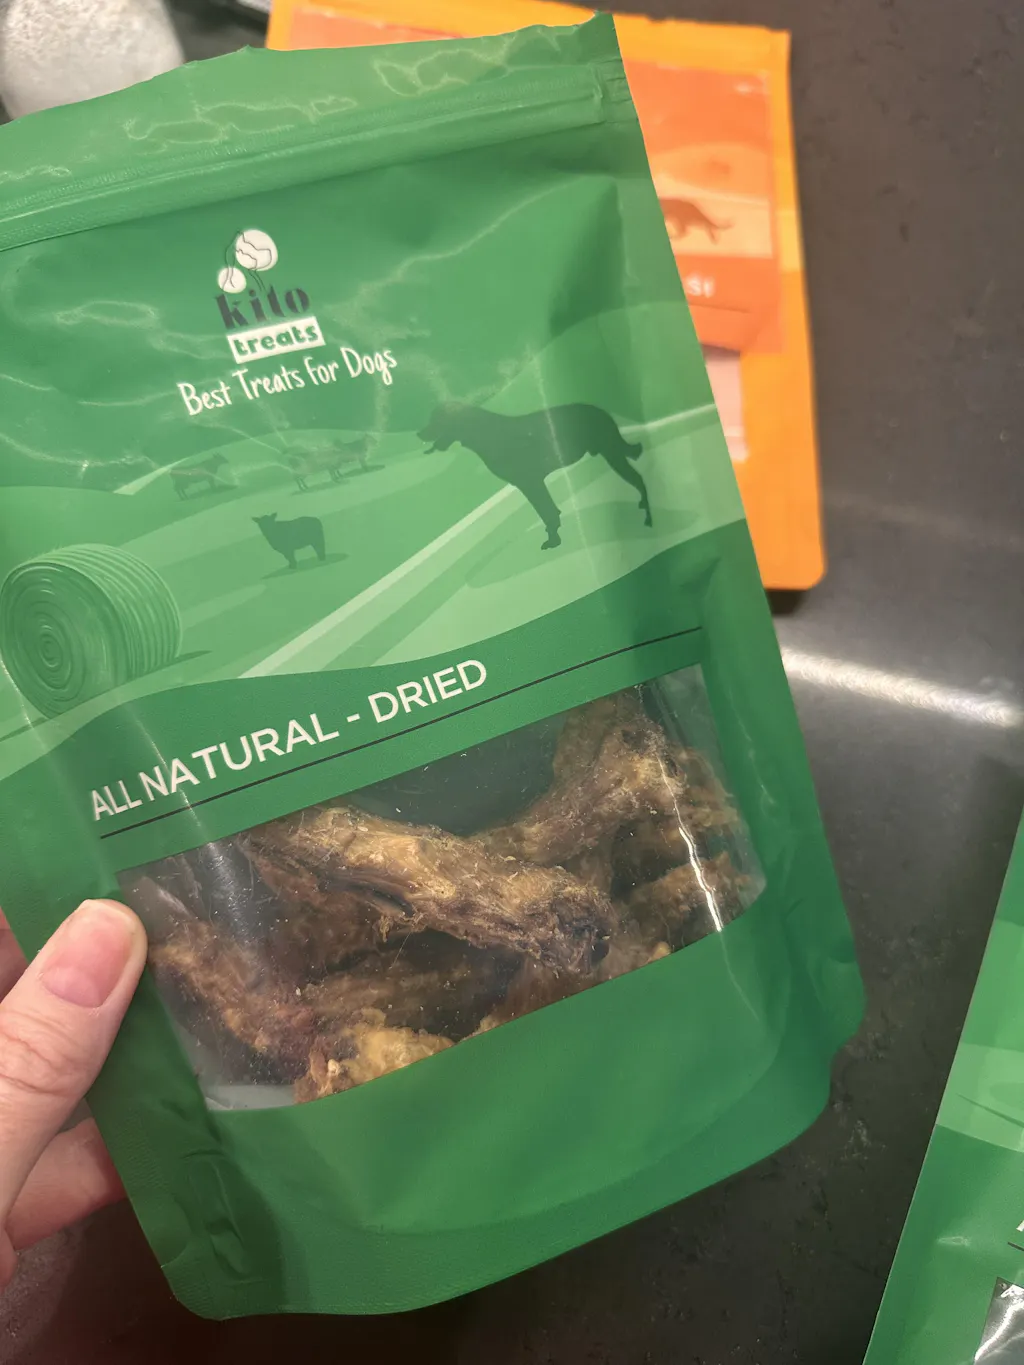 kito
treats
Best Treats for Dogs
ALL NATURAL - DRIED